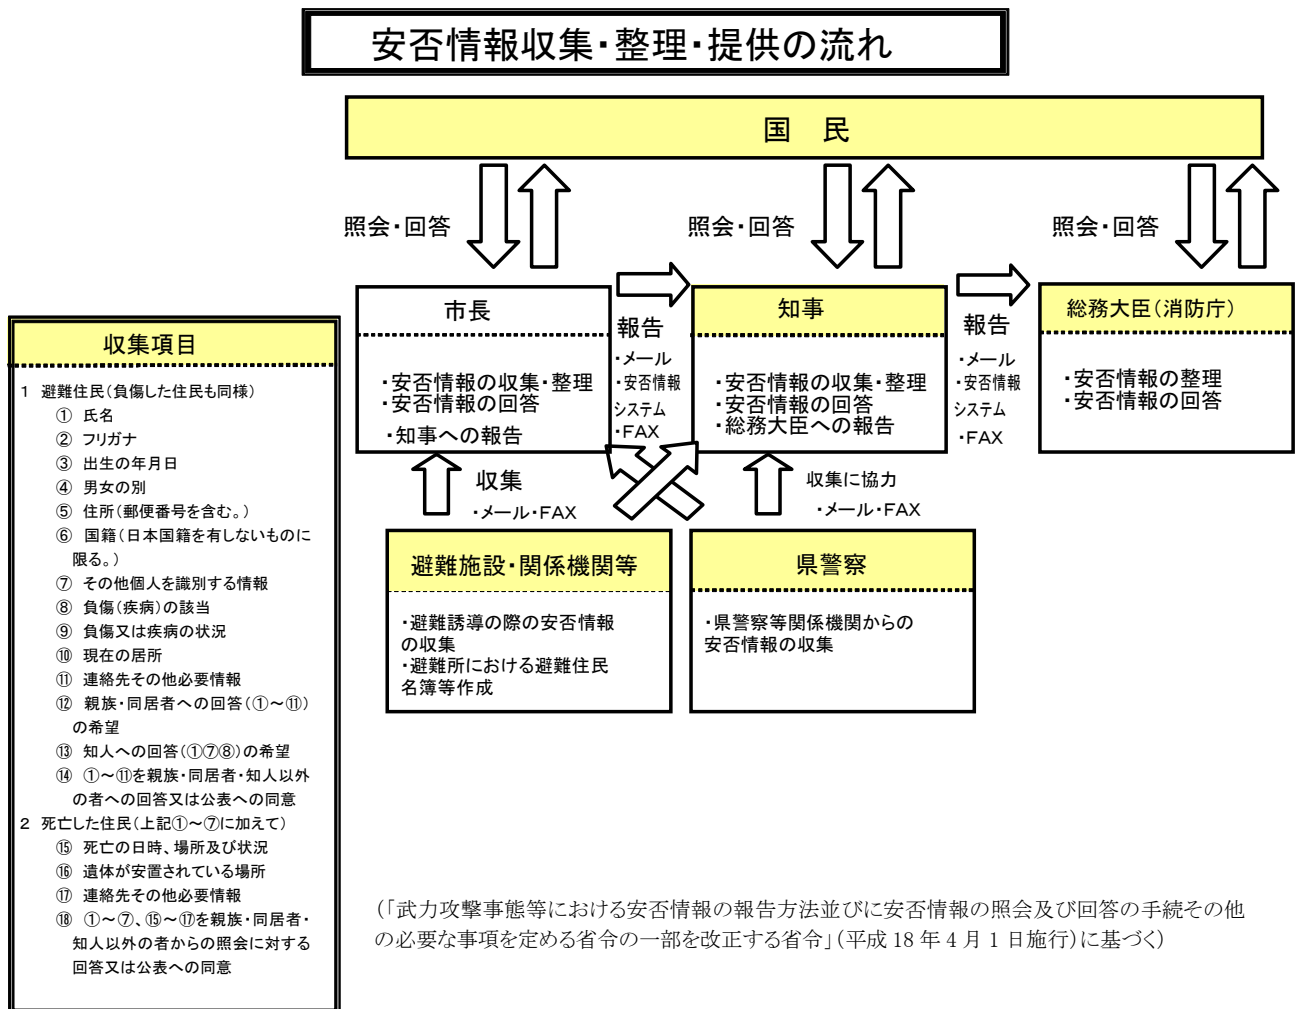 安否情報収集・整理・提供の流れ
国　民
照会・回答
照会・回答
照会・回答
市長
・安否情報の収集・整理
・安否情報の回答
・知事への報告
報告
・メール
・安否情報
システム
・FAX
知事
・安否情報の収集・整理
・安否情報の回答
・総務大臣への報告
報告
・メール
・安否情報
システム
・FAX
総務大臣(消防庁)
・安否情報の整理
・安否情報の回答
収集
・メール・FAX
収集に協力
・メール・FAX
避難施設・関係機関等
・避難誘導の際の安否情報
の収集
・避難所における避難住民
名簿等作成
県警察
・県警察等関係機関からの
安否情報の収集
収集項目
1　避難住民(負傷した住民も同様)
①　氏名
②　フリガナ
③　出生の年月日
④　男女の別
⑤　住所(郵便番号を含む。)
⑥　国籍(日本国籍を有しないものに
限る。)
⑦　その他個人を識別する情報
⑧　負傷(疾病)の該当
⑨　負傷又は疾病の状況
⑩　現在の居所
⑪　連絡先その他必要情報
⑫　親族・同居者への回答(①～⑪)
の希望
⑬　知人への回答(①⑦⑧)の希望
⑭　①～⑪を親族・同居者・知人以外
の者への回答又は公表への同意
2　死亡した住民(上記①～⑦に加えて)
⑮　死亡の日時、場所及び状況
⑯　遺体が安置されている場所
⑰　連絡先その他必要情報
⑱　①～⑦、⑮～⑰を親族・同居者・
知人以外の者からの照会に対する
回答又は公表への同意
(「武力攻撃事態等における安否情報の報告方法並びに安否情報の照会及び回答の手続その他
の必要な事項を定める省令の一部を改正する省令」(平成 18 年 4 月 1 日施行)に基づく)